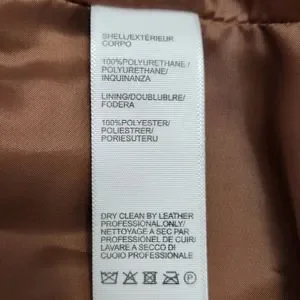 SHELL/EXTÉRIEUR
CORPO
100%POLYURETHANE/
POLYURETHANE/
INQUINANZA
LINING/DOUBLUBLRE/
FODERA
100%POLYESTER/
POLIESTRER/
PORIESUTERU
DRY CLEAN BY LEATHER
PROFESSIONAL.ONLY/
NETTOYAGE A SEC PAR
PROFESSIONEL DE CUIR/
LAVARE A SECCO DI
CUOIO PROFESSIONALE